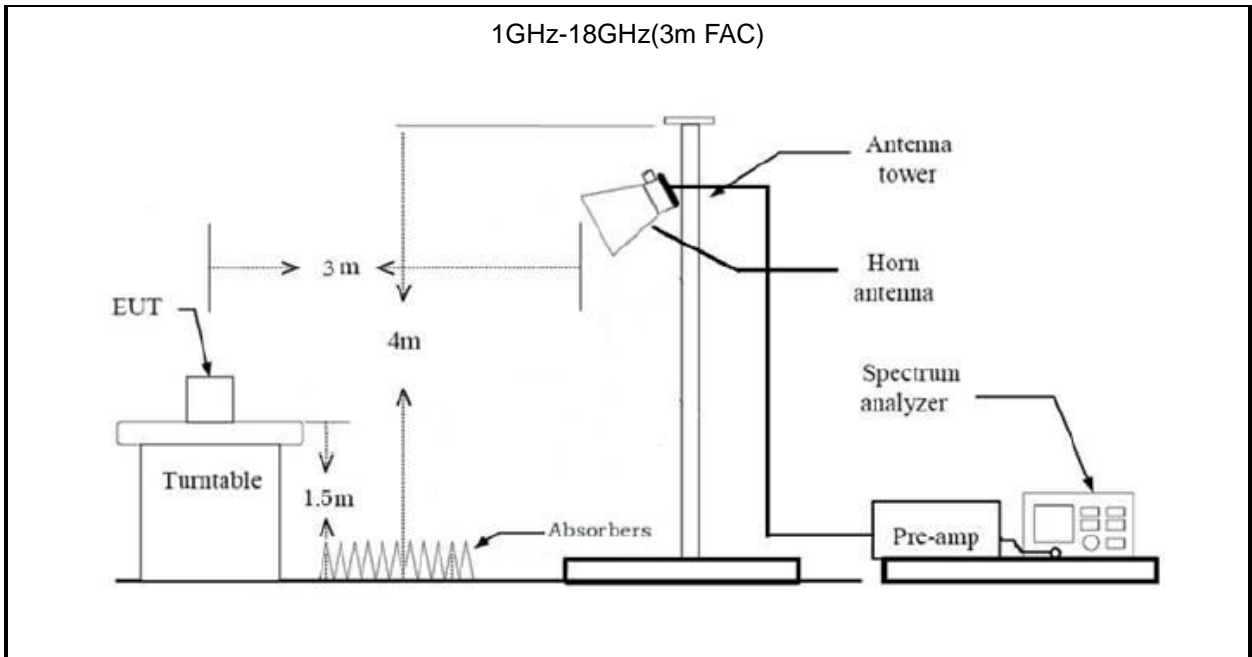 1GHz-18GHz(3m FAC)
Antenna
tower
3 m
Horn
antenna
EUT
4m
Spectrum
analyzer
Turntable
1.5m
Absorbers
Pre-amp